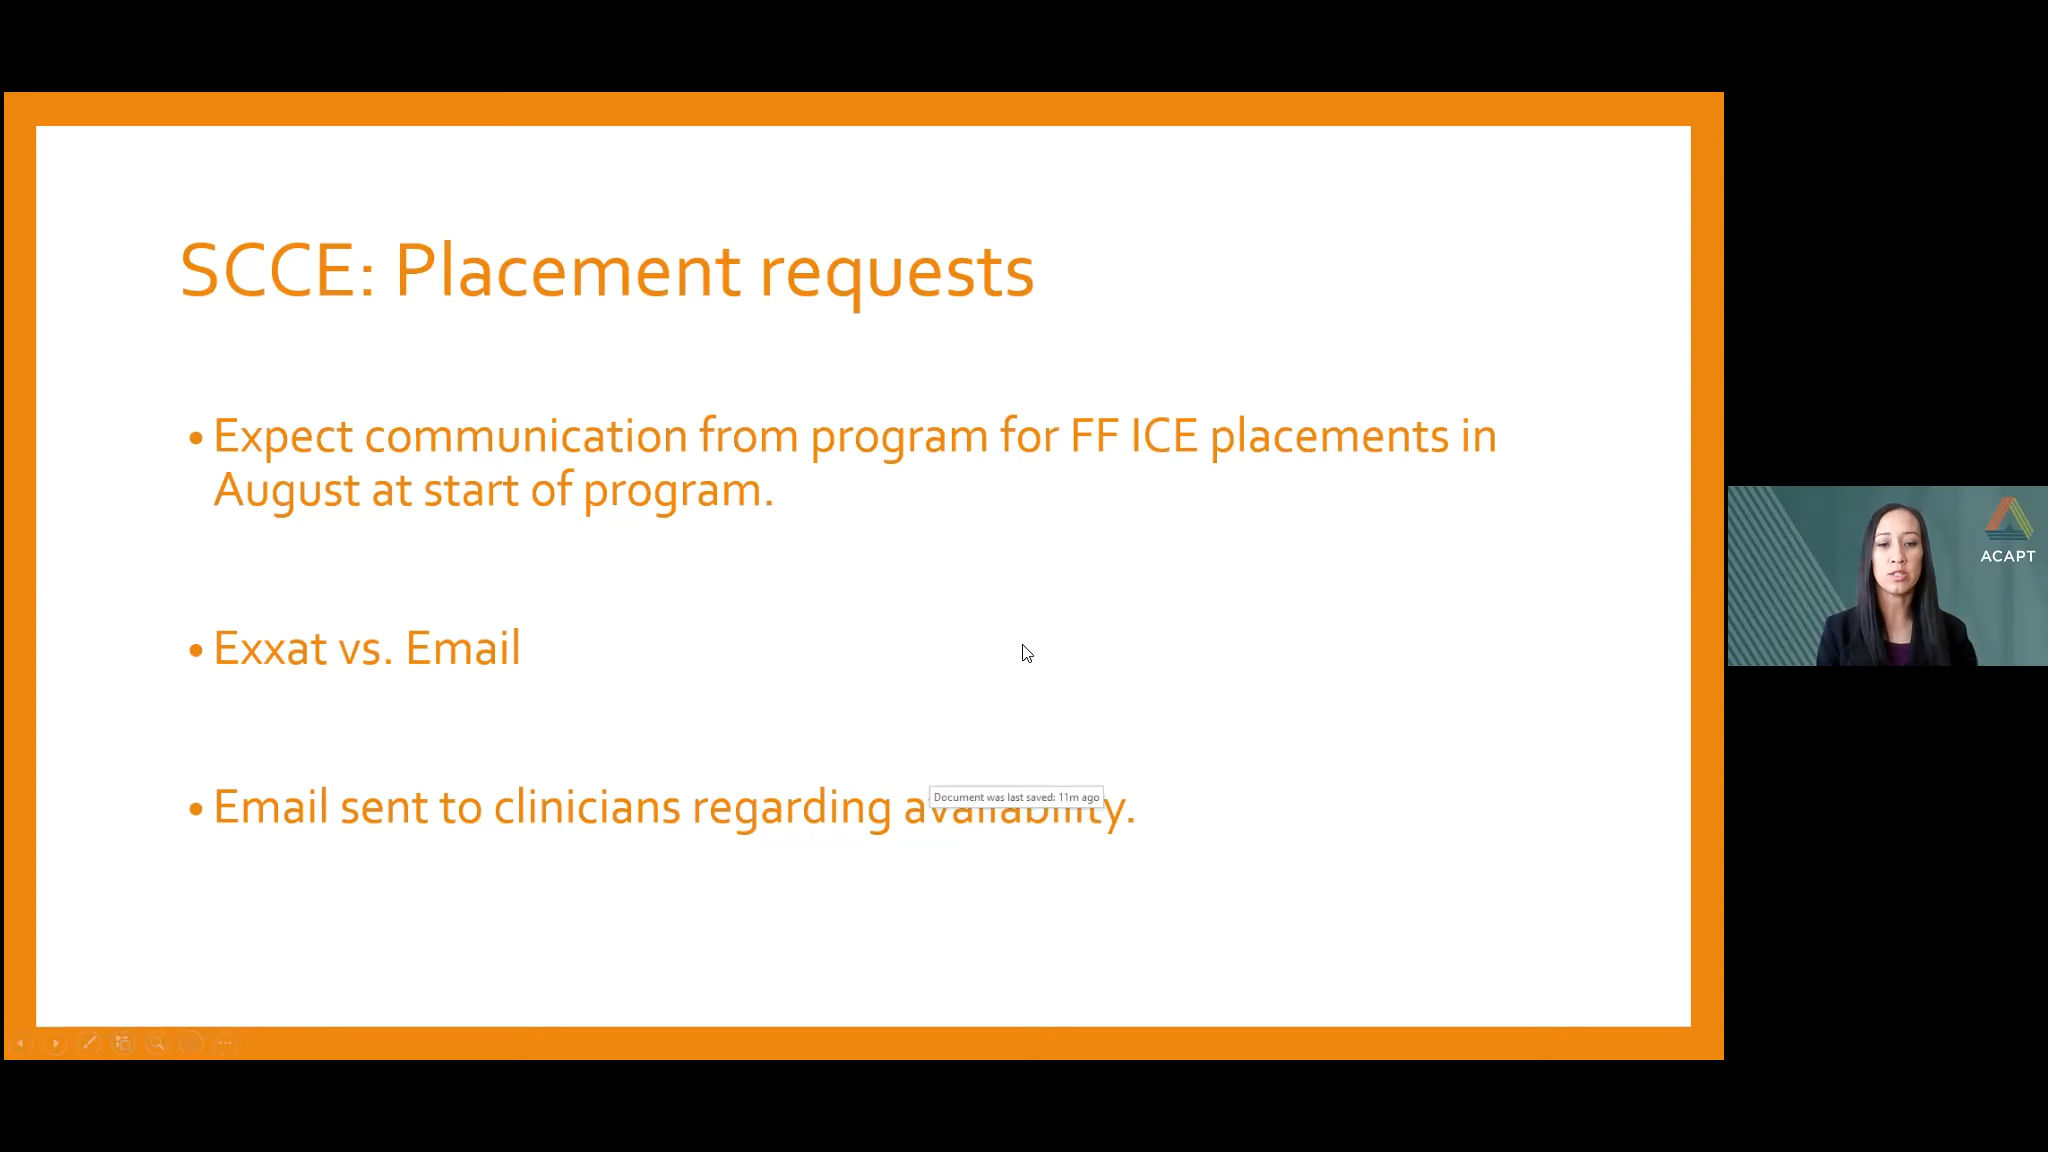 SCCE: Placement requests
• Expect communication from program for FF ICE placements in
August at start of program.
• Exxat vs. Email
• Email sent to clinicians regarding availability.
Document was last saved: 11m ago
ACAPT